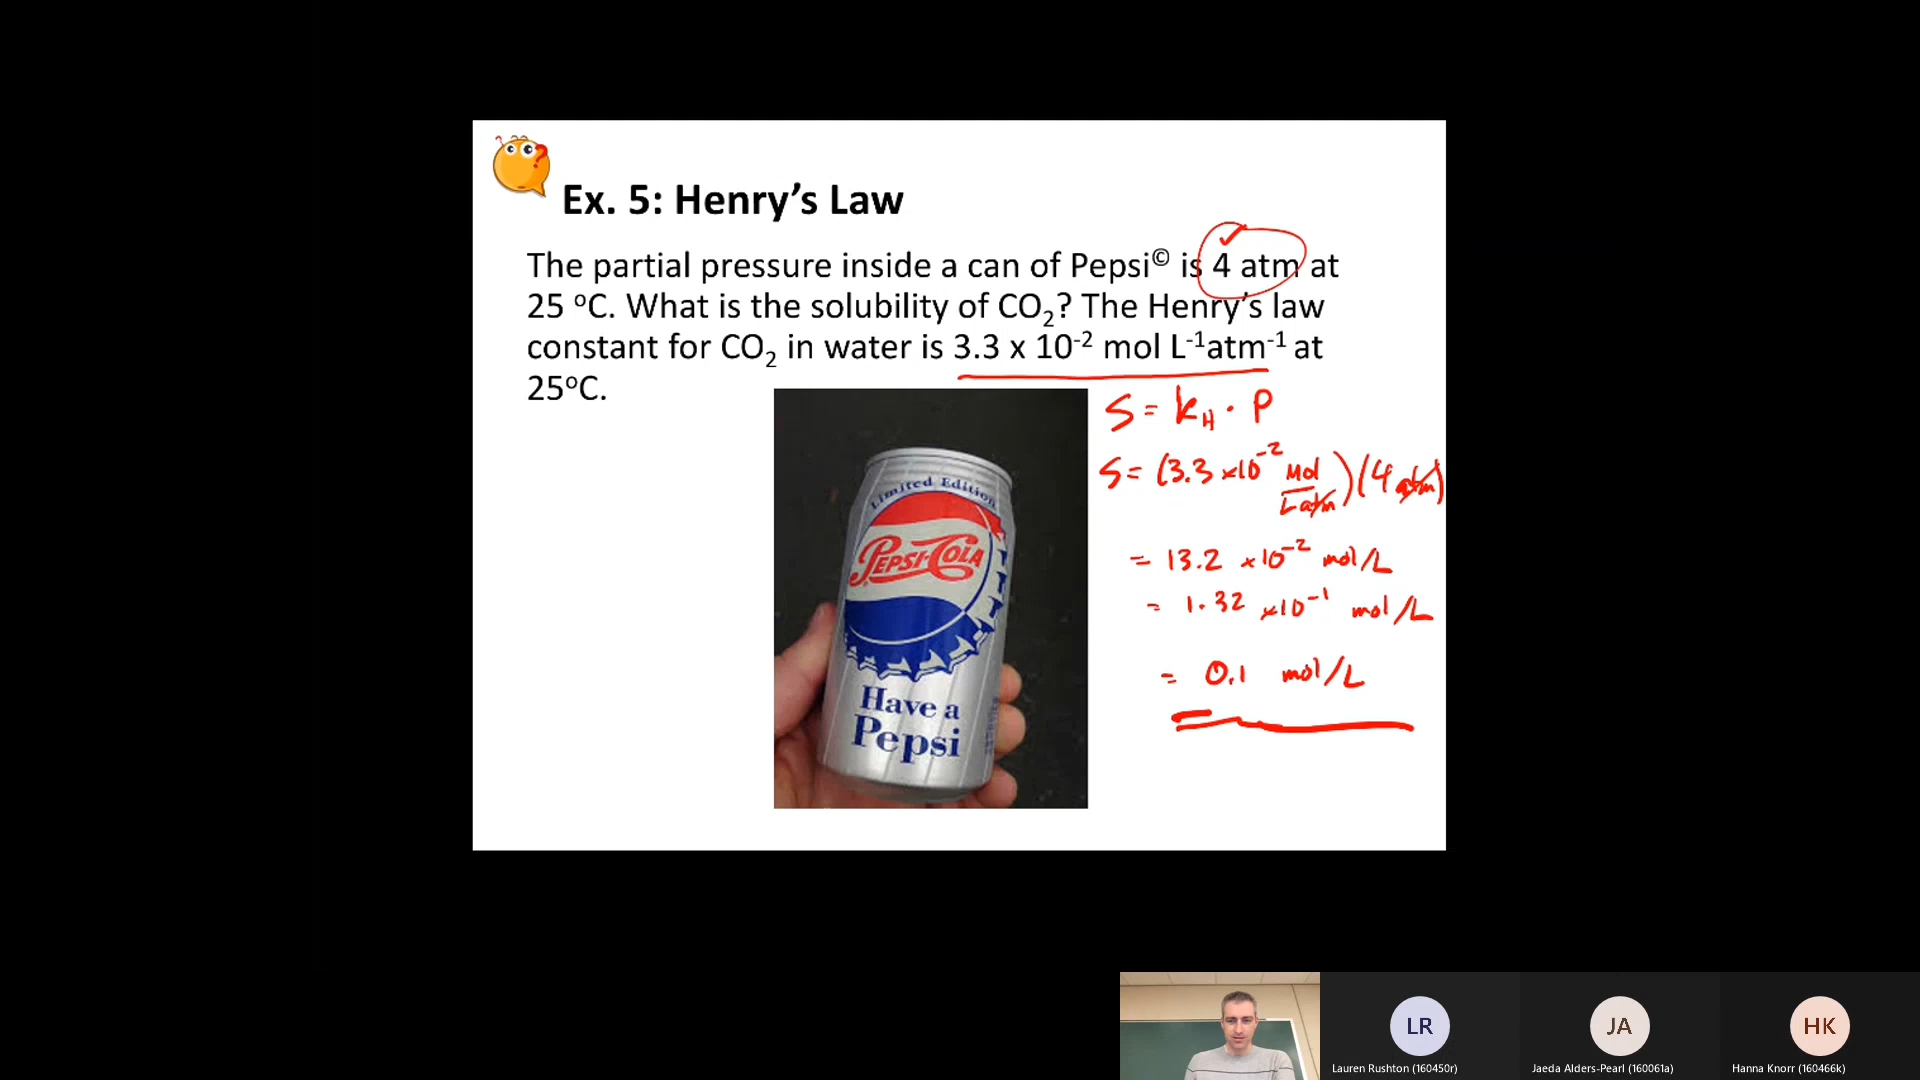 Ex. 5: Henry's Law
The partial pressure inside a can of Pepsi© is 4 atm at
25 °C. What is the solubility of CO₂? The Henry's law
constant for CO₂ in water is 3.3 x 10⁻² mol L⁻¹atm⁻¹ at
25°C.
S = kH · P
S = (3.3 ×10⁻² mol/L atm)(4 atm)
= 13.2 ×10⁻² mol/L
= 1.32 ×10⁻¹ mol/L
= 0.1 mol/L
Limited Edition
PEPSI-COLA
Have a
Pepsi
LR
JA
HK
Lauren Rushton (160450r)
Jaeda Alders-Pearl (160061a)
Hanna Knorr (160466k)